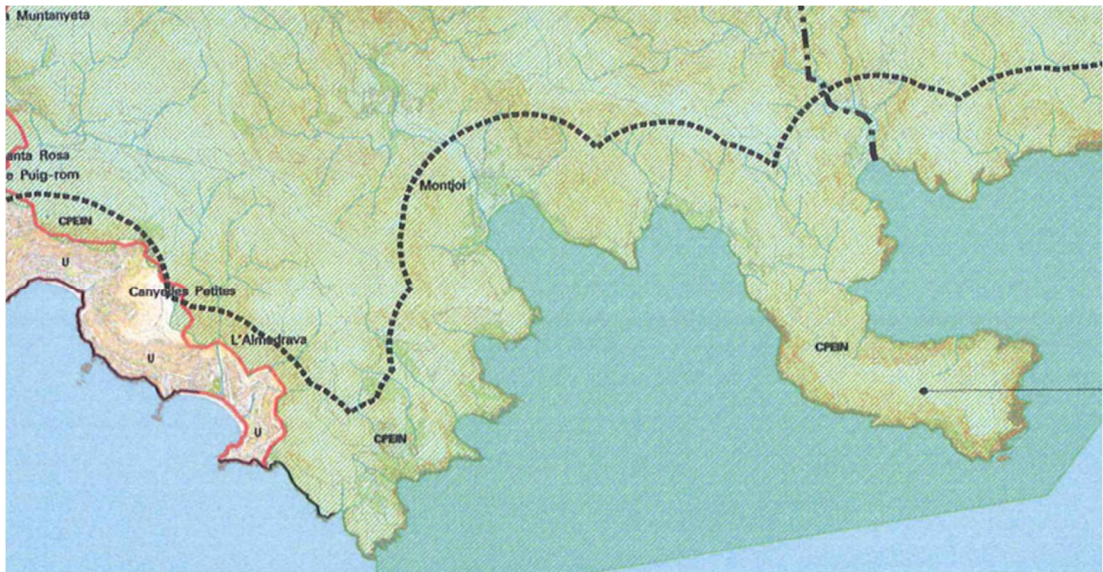 Muntanyeta
anta Rosa
e Puig-rom
CPEIN
U
Montjoi
Canyelles Petites
L'Almadrava
U
CPEIN
U
CPEIN